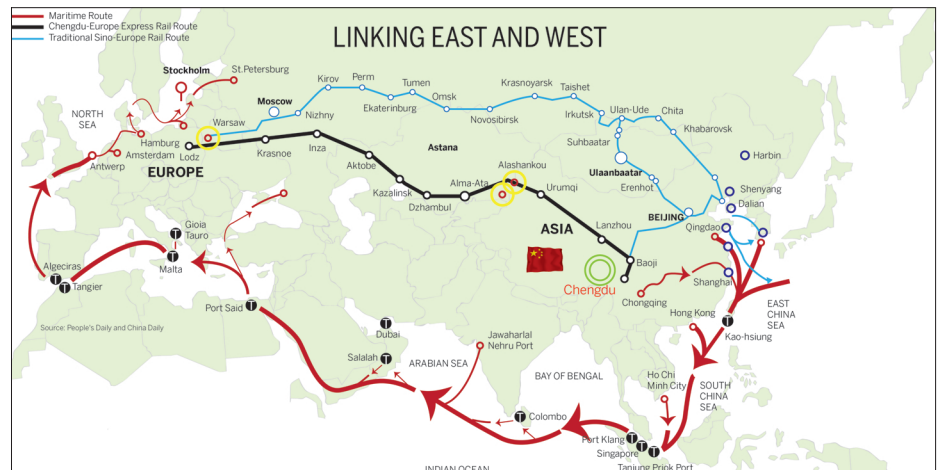 Maritime Route
Chengdu-Europe Express Rail Route
Traditional Sino-Europe Rail Route
LINKING EAST AND WEST
Stockholm
St.Petersburg
Kirov
Perm
Tumen
Krasnoyarsk
Taishet
Ekaterinburg
Omsk
Novosibirsk
Irkutsk
Ulan-Ude
Chita
Moscow
Nizhny
NORTH
SEA
Warsaw
Khabarovsk
Suhbaatar
Hamburg
Amsterdam
Lodz
Krasnoe
Inza
Astana
Harbin
Antwerp
EUROPE
Aktobe
Alashankou
Ulaanbaatar
Kazalinsk
Alma-Ata
Urumqi
Erenhot
Shenyang
Dzhambul
Dalian
BEIJING
Gioia
Tauro
ASIA
Lanzhou
Qingdao
Algeciras
Malta
Baoji
Tangier
Chengdu
Shanghai
Chongqing
Port Said
Hong Kong
EAST
CHINA
SEA
Source: People's Daily and China Daily
Dubai
Jawaharlal
Nehru Port
Kao-hsiung
Salalah
ARABIAN SEA
BAY OF BENGAL
Ho Chi
Minh City
SOUTH
CHINA
SEA
Colombo
Port Klang
Singapore
Tanjung Priok Port
INDIAN OCEAN
T
T
T
T
T
T
T
T
T
T
T
T